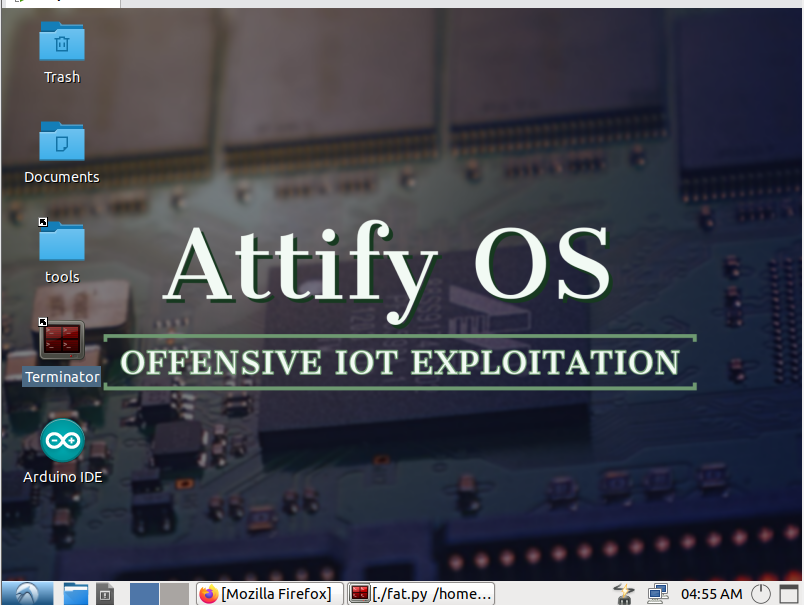 Trash
Documents
tools
Terminator
Arduino IDE
Attify OS
OFFENSIVE IOT EXPLOITATION
[Mozilla Firefox]
[./fat.py /home...
04:55 AM